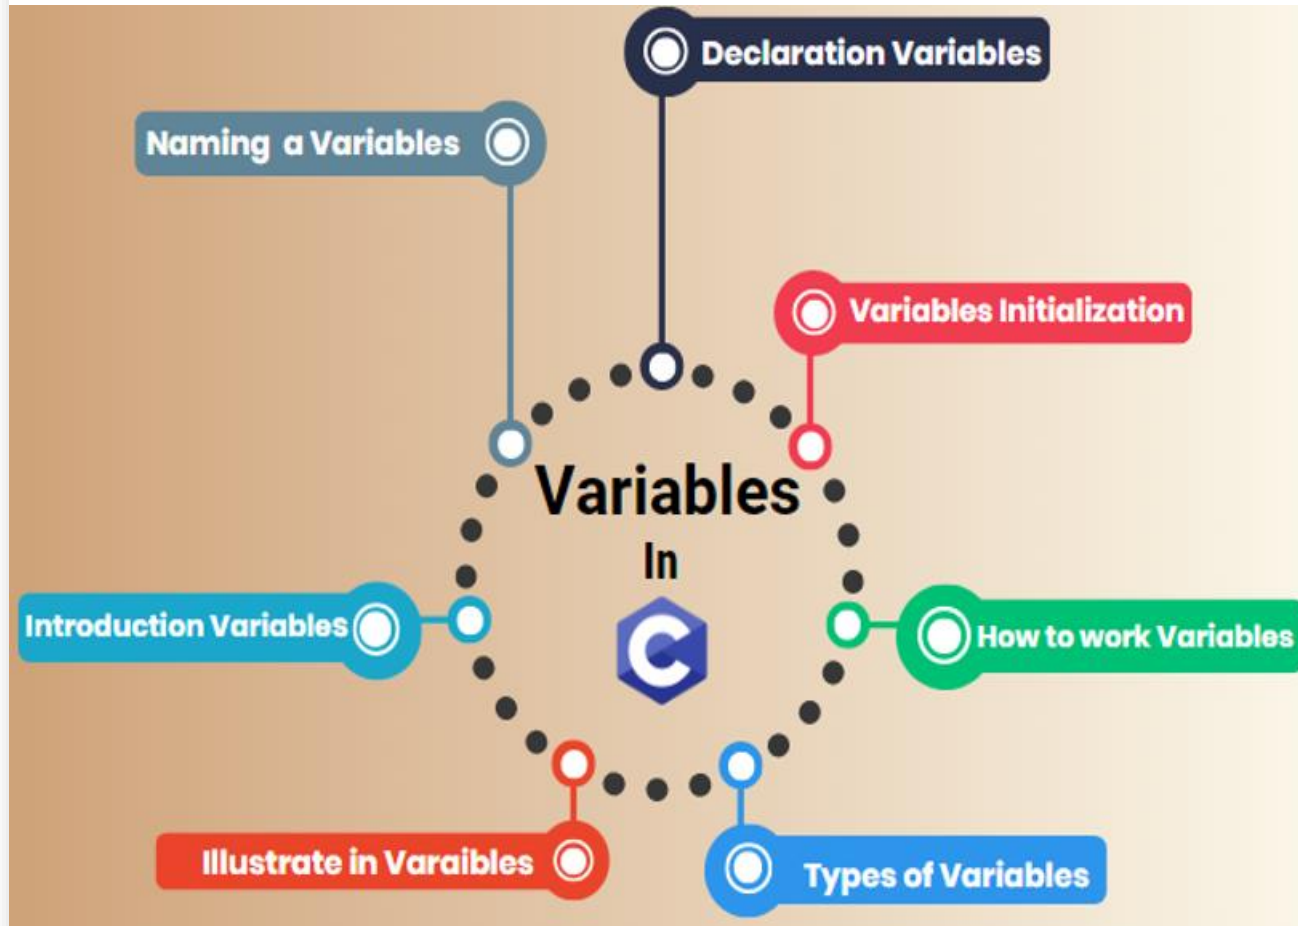 Declaration Variables
Naming a Variables
Variables Initialization
Variables
In
C
Introduction Variables
How to work Variables
Illustrate in Varaibles
Types of Variables